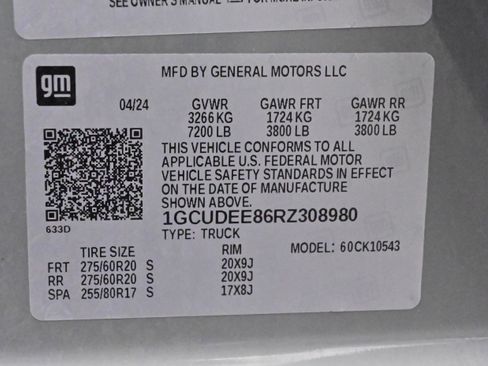 SEE OWNER'S MANUAL
gm
MFD BY GENERAL MOTORS LLC
04/24 GVWR GAWR FRT GAWR RR
3266 KG 1724 KG 1724 KG
7200 LB 3800 LB 3800 LB
THIS VEHICLE CONFORMS TO ALL
APPLICABLE U.S. FEDERAL MOTOR
VEHICLE SAFETY STANDARDS IN EFFECT
ON THE DATE OF MANUFACTURE
SHOWN ABOVE.
633D
1GCUDEE86RZ308980
TYPE: TRUCK
TIRE SIZE RIM MODEL: 60CK10543
FRT 275/60R20 S 20X9J
RR 275/60R20 S 20X9J
SPA 255/80R17 S 17X8J